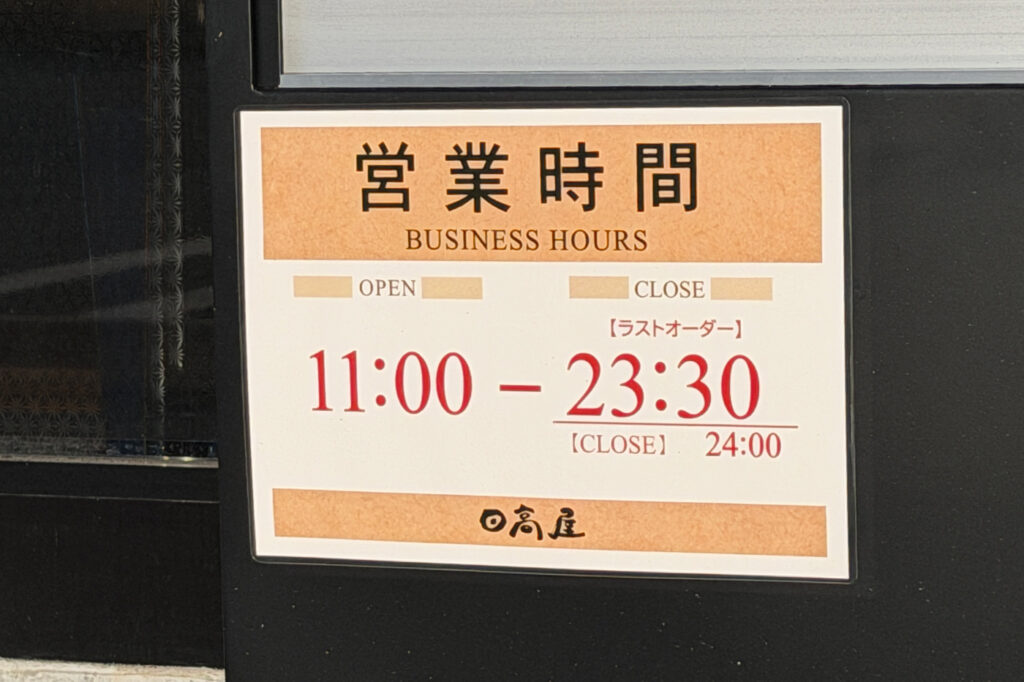 営業時間
BUSINESS HOURS
OPEN
CLOSE
【ラストオーダー】
11:00 – 23:30
【CLOSE】 24:00
日高屋